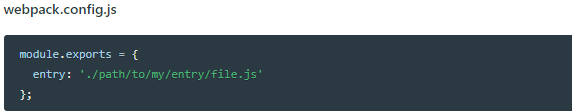 webpack.config.js
module.exports = {
  entry: './path/to/my/entry/file.js'
};